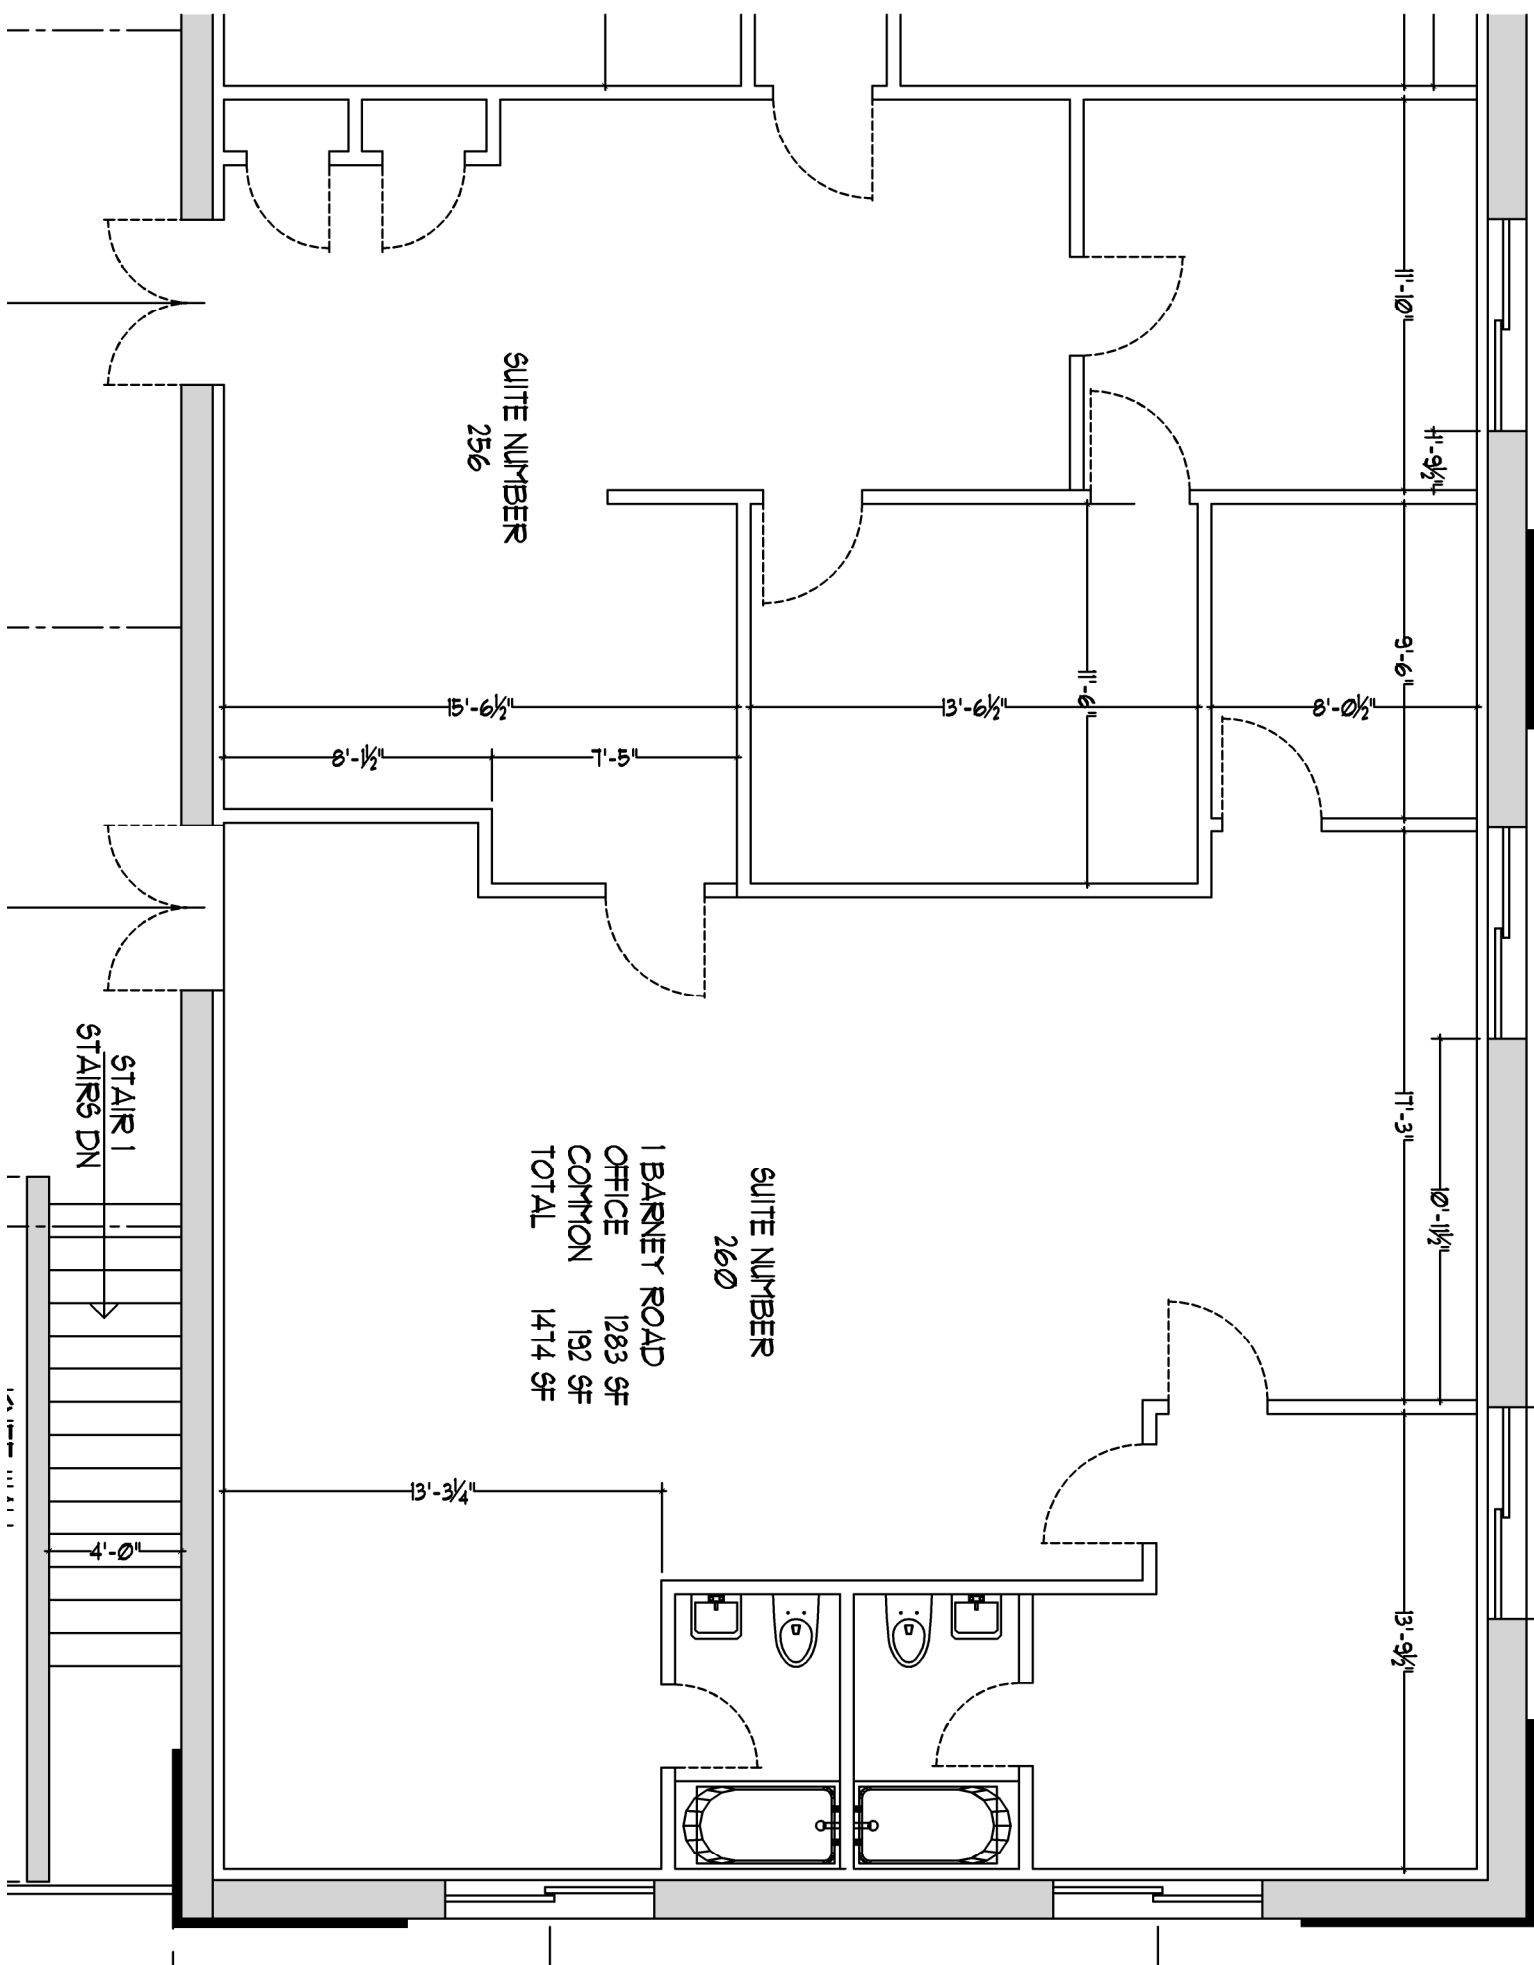 1'-9½"
10'-11½"
11'-10"
9'-6"
17'-3"
13'-9½"
8'-0½"
11'-6"
13'-6½"
SUITE NUMBER
260
1 BARNEY ROAD
OFFICE 1283 SF
COMMON 192 SF
TOTAL 1474 SF
7'-5"
SUITE NUMBER
256
15'-6½"
13'-3¼"
8'-1½"
STAIR 1
STAIRS DN
4'-0"